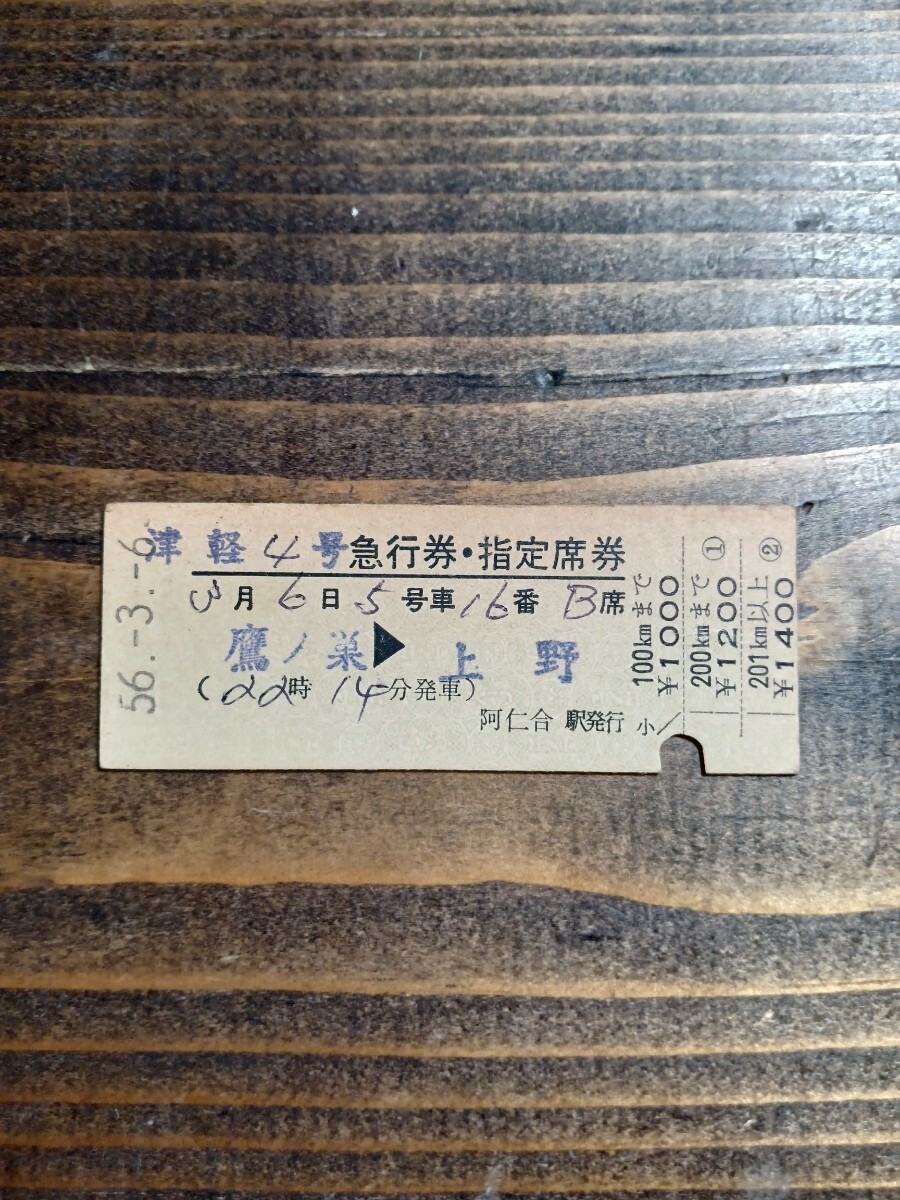 56.-3.-6
津軽4号急行券・指定席券
3月6日5号車16番B席
鷹ノ巣▶上野
(22時14分発車)
阿仁合 駅発行 小
100kmまで
¥1000
①
200kmまで
¥1200
②
201km以上
¥1400